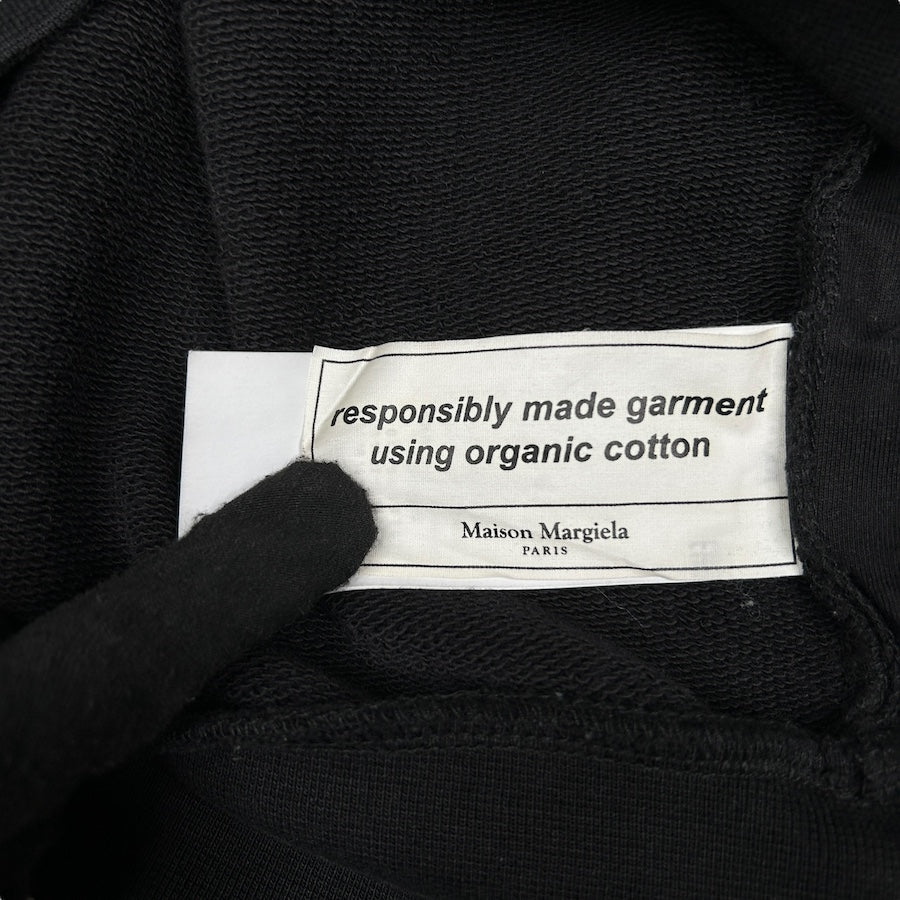 responsibly made garment
using organic cotton
Maison Margiela
PARIS